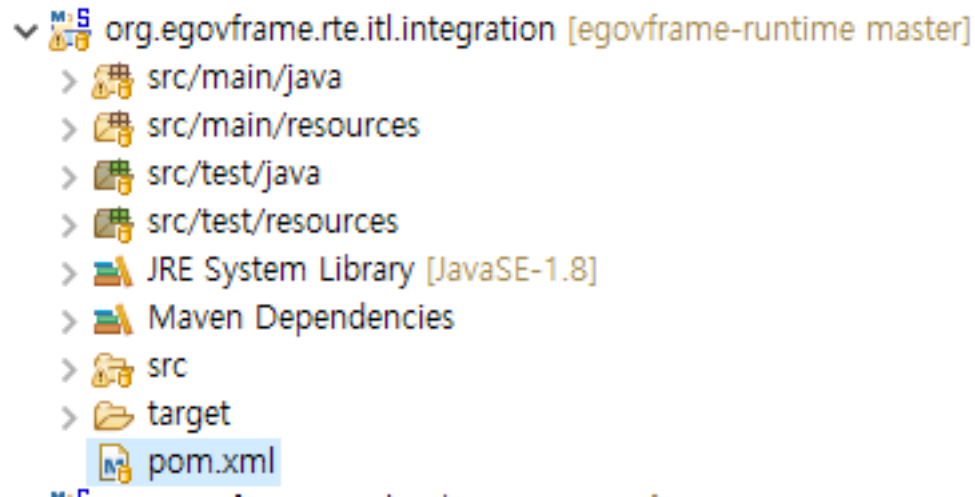 org.egovframe.rte.itl.integration [egovframe-runtime master]
src/main/java
src/main/resources
src/test/java
src/test/resources
JRE System Library [JavaSE-1.8]
Maven Dependencies
src
target
pom.xml